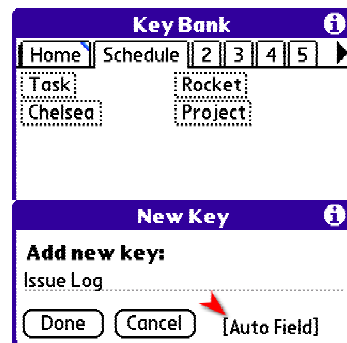 Key Bank
Home Schedule 2 3 4 5
Task Rocket
Chelsea Project
New Key
Add new key:
Issue Log
Done Cancel [Auto Field]